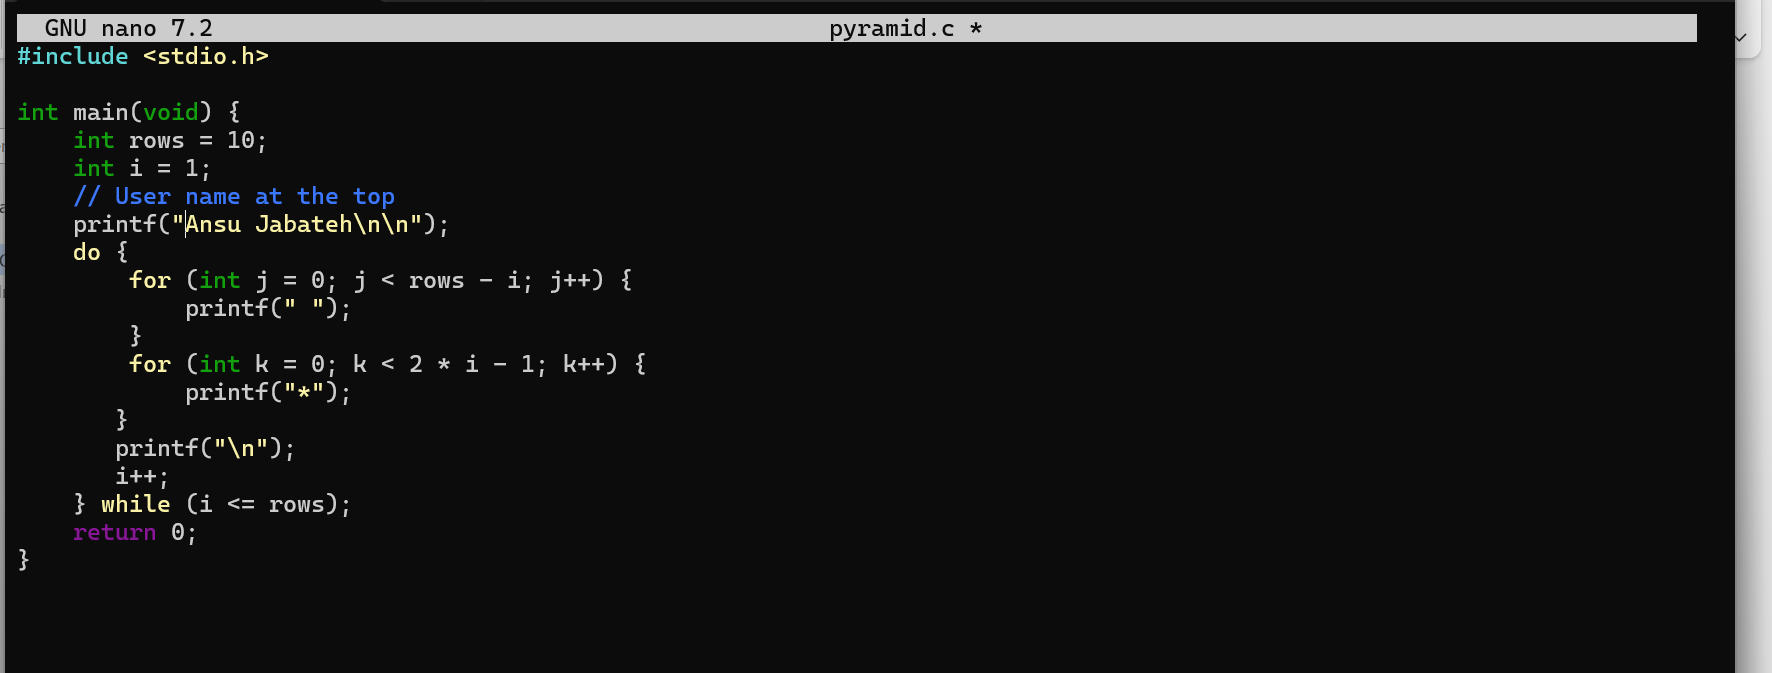 GNU nano 7.2 pyramid.c *
#include <stdio.h>

int main(void) {
    int rows = 10;
    int i = 1;
    // User name at the top
    printf("Ansu Jabateh\n\n");
    do {
        for (int j = 0; j < rows - i; j++) {
            printf(" ");
        }
        for (int k = 0; k < 2 * i - 1; k++) {
            printf("*");
       }
       printf("\n");
       i++;
    } while (i <= rows);
    return 0;
}